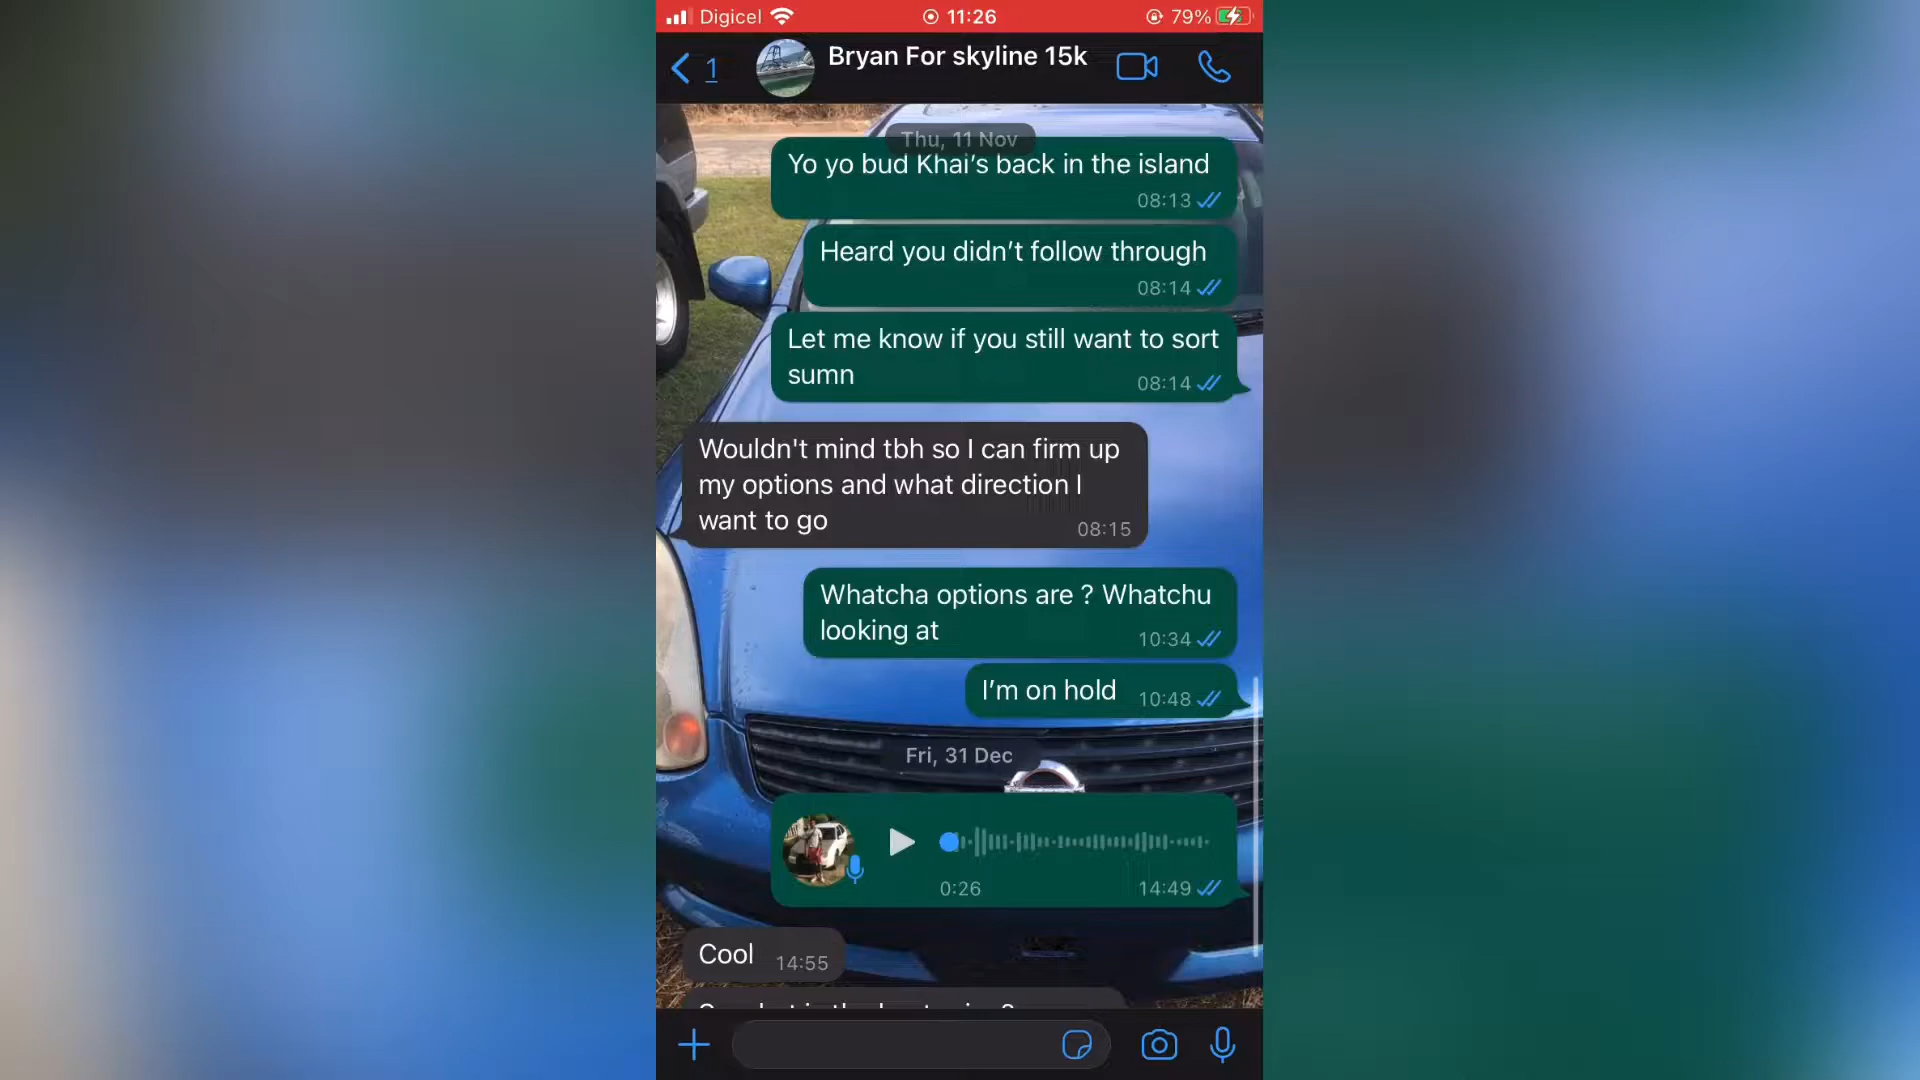 Digicel 11:26 79%
1 Bryan For skyline 15k
Thu, 11 Nov
Yo yo bud Khai’s back in the island
08:13
Heard you didn’t follow through
08:14
Let me know if you still want to sort
sumn 08:14
Wouldn't mind tbh so I can firm up
my options and what direction I
want to go 08:15
Whatcha options are ? Whatchu
looking at 10:34
I’m on hold 10:48
Fri, 31 Dec
0:26 14:49
Cool 14:55